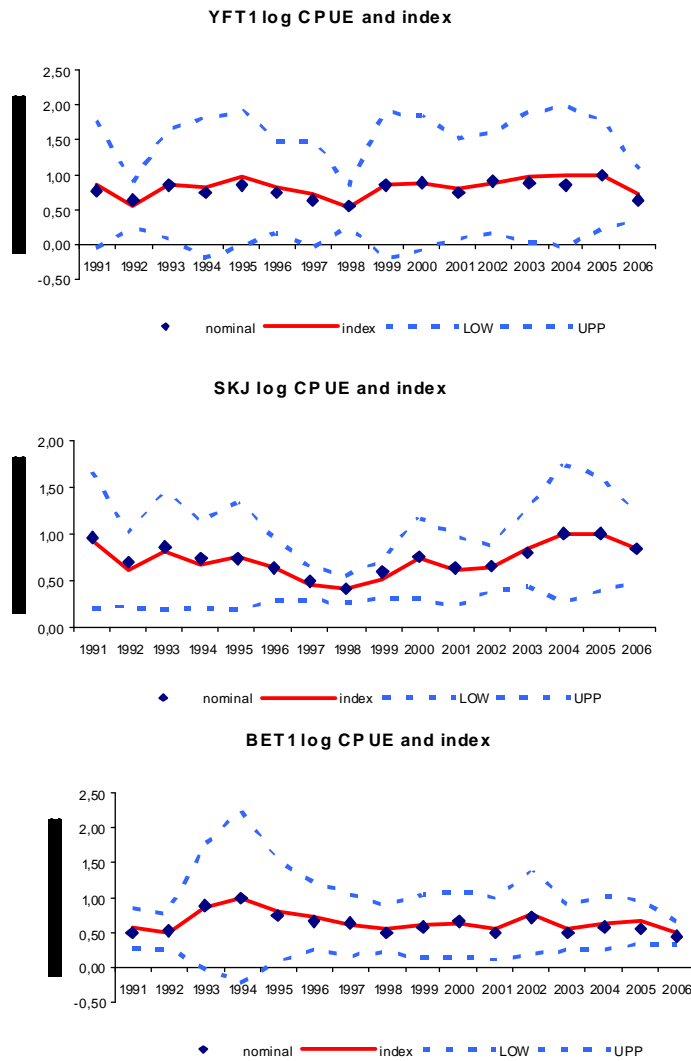 YFT1 log CPUE and index
2,50
2,00
1,50
1,00
0,50
0,00
-0,50
1991 1992 1993 1994 1995 1996 1997 1998 1999 2000 2001 2002 2003 2004 2005 2006
nominal index LOW UPP
SKJ log CPUE and index
2,00
1,50
1,00
0,50
0,00
1991 1992 1993 1994 1995 1996 1997 1998 1999 2000 2001 2002 2003 2004 2005 2006
nominal index LOW UPP
BET1 log CPUE and index
2,50
2,00
1,50
1,00
0,50
0,00
-0,50
1991 1992 1993 1994 1995 1996 1997 1998 1999 2000 2001 2002 2003 2004 2005 2006
nominal index LOW UPP